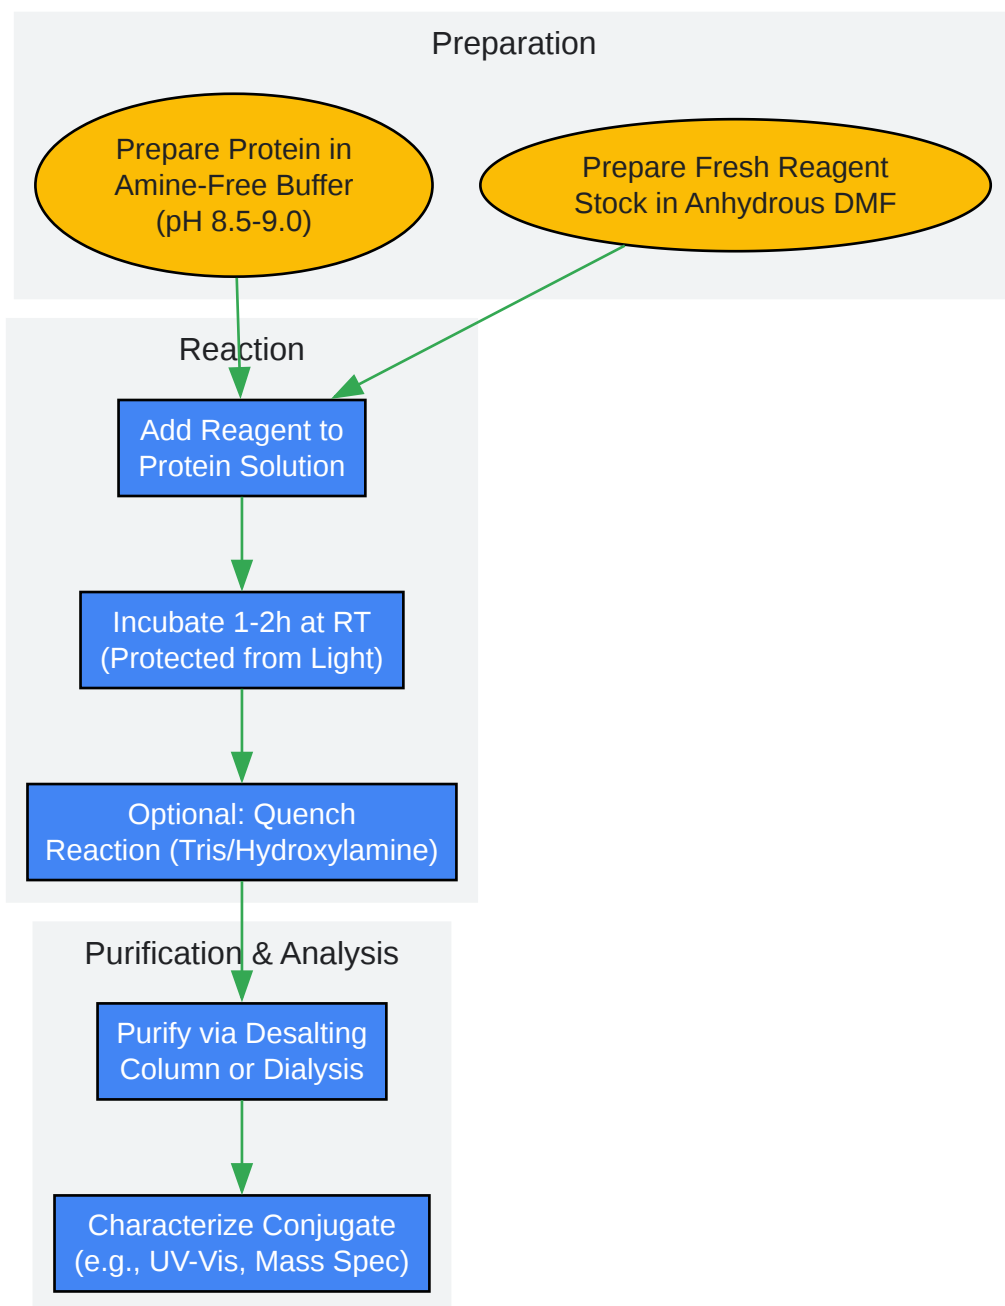 Preparation
Prepare Protein in
Amine-Free Buffer
(pH 8.5-9.0)
Prepare Fresh Reagent
Stock in Anhydrous DMF
Reaction
Add Reagent to
Protein Solution
Incubate 1-2h at RT
(Protected from Light)
Optional: Quench
Reaction (Tris/Hydroxylamine)
Purification & Analysis
Purify via Desalting
Column or Dialysis
Characterize Conjugate
(e.g., UV-Vis, Mass Spec)